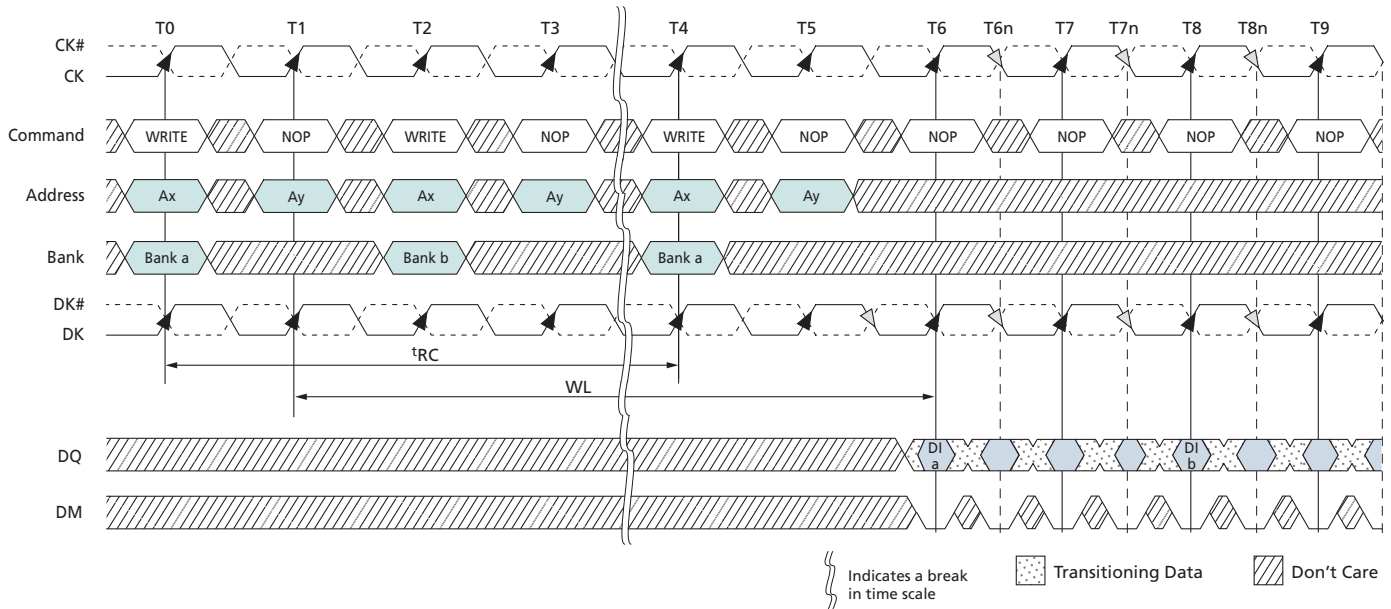 T0 T1 T2 T3 T4 T5 T6 T6n T7 T7n T8 T8n T9
CK#
CK
Command WRITE NOP WRITE NOP WRITE NOP NOP NOP NOP NOP
Address Ax Ay Ax Ay Ax Ay
Bank Bank a Bank b Bank a
DK#
DK
tRC
WL
DQ DI a DI b
DM
Indicates a break in time scale
Transitioning Data
Don't Care